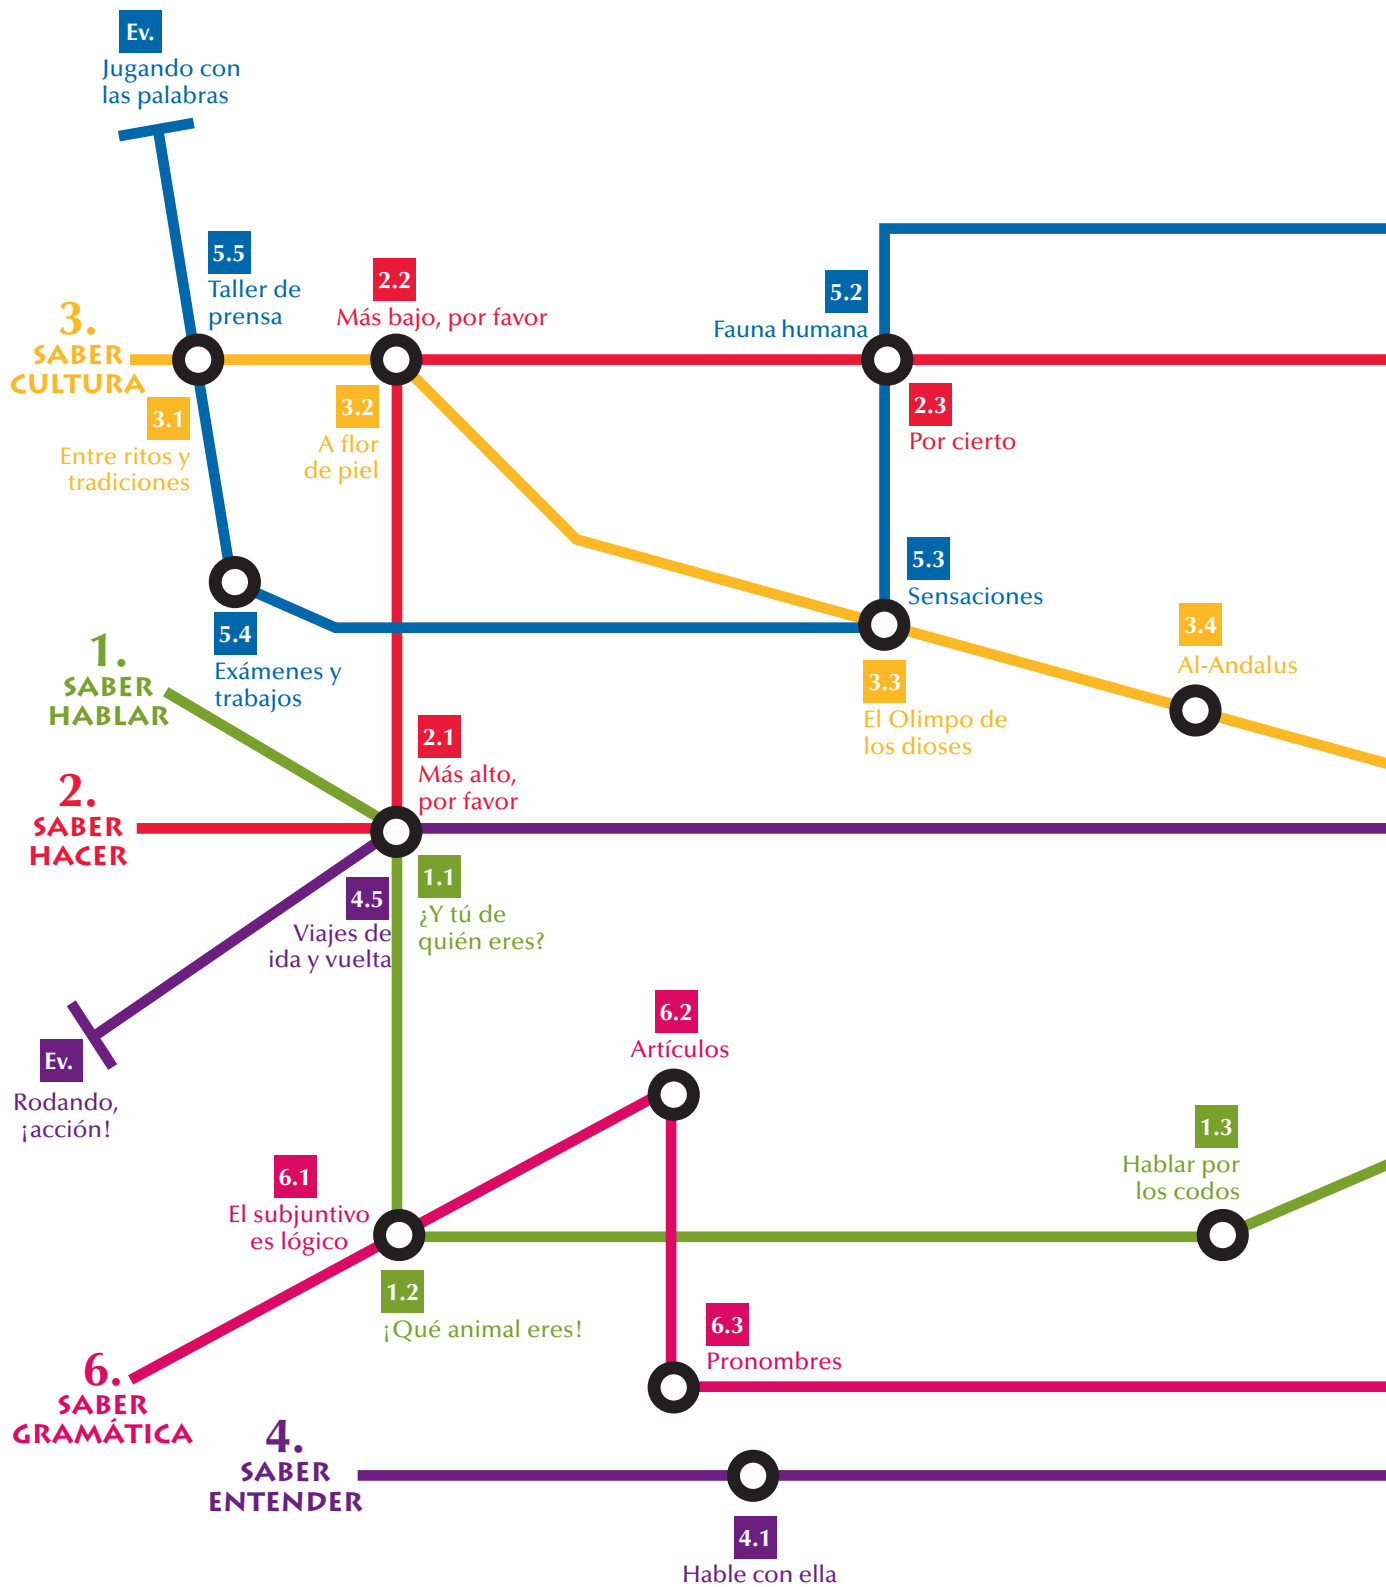 Ev.
Jugando con
las palabras
5.5
Taller de
prensa
2.2
Más bajo, por favor
5.2
Fauna humana
3.
SABER
CULTURA
3.1
Entre ritos y
tradiciones
3.2
A flor
de piel
2.3
Por cierto
5.3
Sensaciones
5.4
Exámenes y
trabajos
3.4
Al-Andalus
3.3
El Olimpo de
los dioses
1.
SABER
HABLAR
2.1
Más alto,
por favor
2.
SABER
HACER
4.5
Viajes de
ida y vuelta
1.1
¿Y tú de
quién eres?
Ev.
Rodando,
¡acción!
6.2
Artículos
1.3
Hablar por
los codos
6.1
El subjuntivo
es lógico
1.2
¡Qué animal eres!
6.3
Pronombres
6.
SABER
GRAMÁTICA
4.
SABER
ENTENDER
4.1
Hable con ella